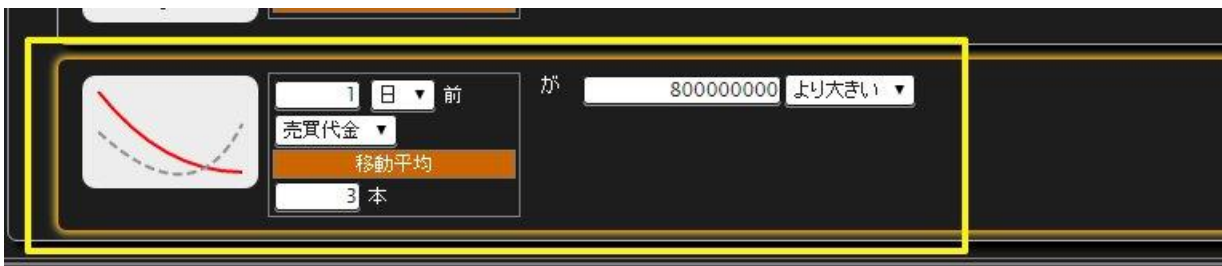 1 日 ▼ 前 が 800000000 より大きい ▼
売買代金 ▼
移動平均
3 本